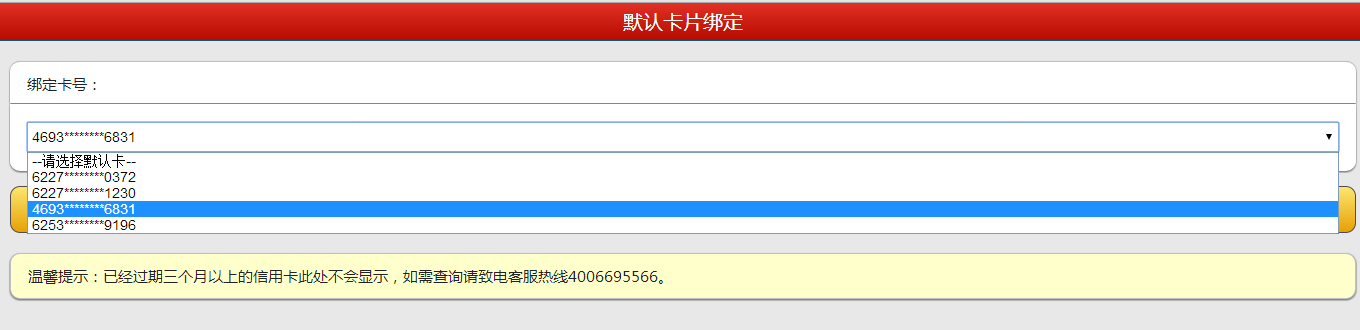 默认卡片绑定
绑定卡号：
4693********6831
--请选择默认卡--
6227********0372
6227********1230
4693********6831
6253********9196
温馨提示：已经过期三个月以上的信用卡此处不会显示，如需查询请致电客服热线4006695566。